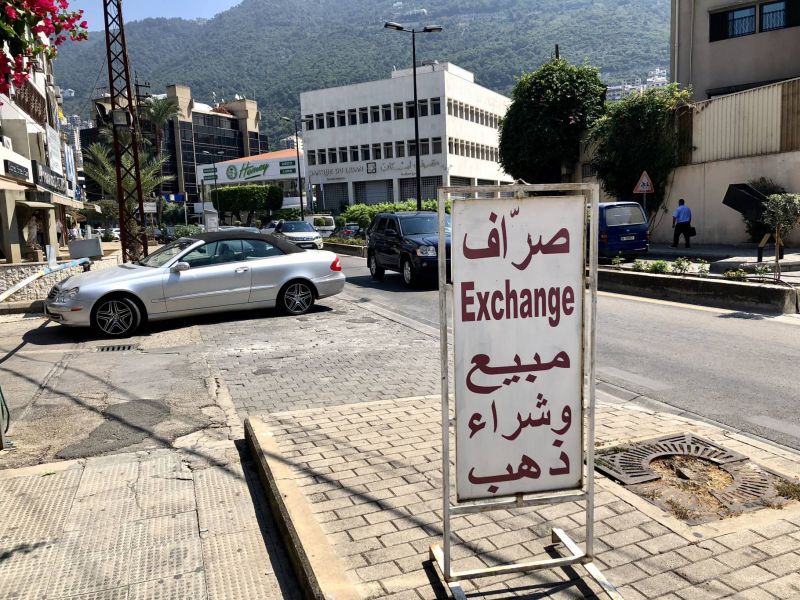 صرّاف
Exchange
مبيع
وشراء
ذهب